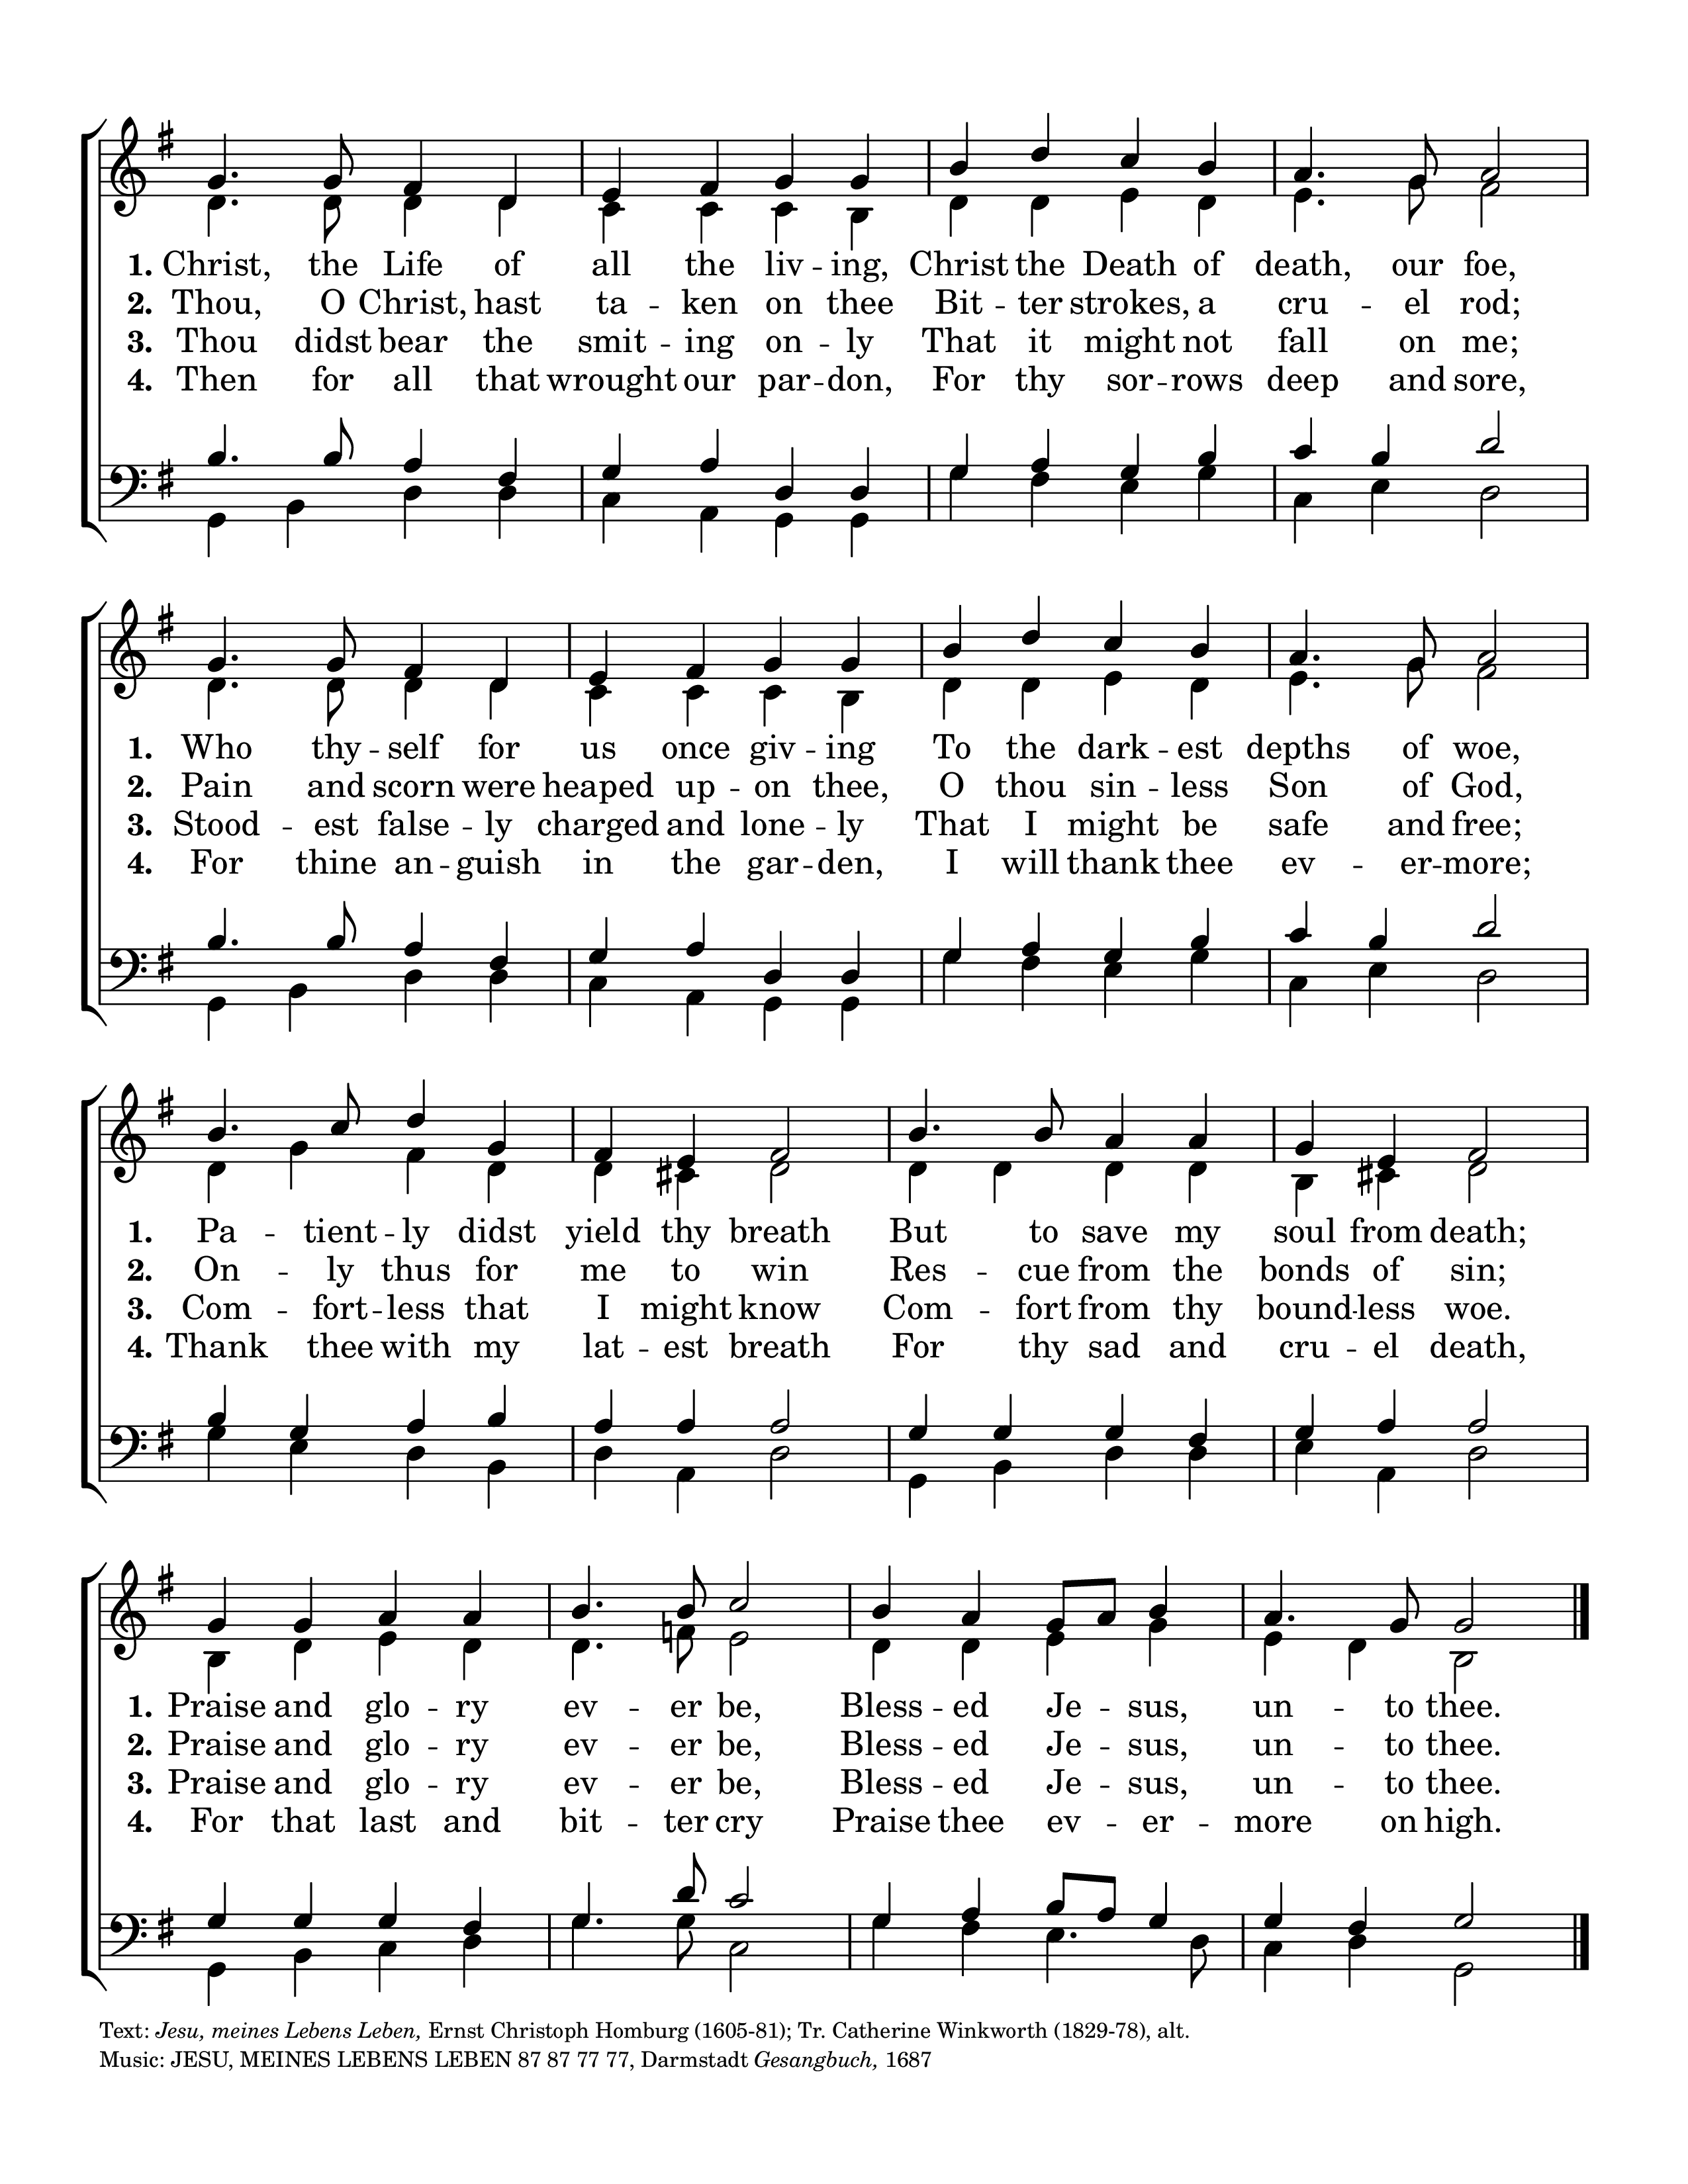 1. Christ, the Life of all the liv -- ing, Christ the Death of death, our foe,
2. Thou, O Christ, hast ta -- ken on thee Bit -- ter strokes, a cru -- el rod;
3. Thou didst bear the smit -- ing on -- ly That it might not fall on me;
4. Then for all that wrought our par -- don, For thy sor -- rows deep and sore,
1. Who thy -- self for us once giv -- ing To the dark -- est depths of woe,
2. Pain and scorn were heaped up -- on thee, O thou sin -- less Son of God,
3. Stood -- est false -- ly charged and lone -- ly That I might be safe and free;
4. For thine an -- guish in the gar -- den, I will thank thee ev -- er -- more;
1. Pa -- tient -- ly didst yield thy breath But to save my soul from death;
2. On -- ly thus for me to win Res -- cue from the bonds of sin;
3. Com -- fort -- less that I might know Com -- fort from thy bound -- less woe.
4. Thank thee with my lat -- est breath For thy sad and cru -- el death,
1. Praise and glo -- ry ev -- er be, Bless -- ed Je -- sus, un -- to thee.
2. Praise and glo -- ry ev -- er be, Bless -- ed Je -- sus, un -- to thee.
3. Praise and glo -- ry ev -- er be, Bless -- ed Je -- sus, un -- to thee.
4. For that last and bit -- ter cry Praise thee ev -- er -- more on high.
Text: Jesu, meines Lebens Leben, Ernst Christoph Homburg (1605-81); Tr. Catherine Winkworth (1829-78), alt.
Music: JESU, MEINES LEBENS LEBEN 87 87 77 77, Darmstadt Gesangbuch, 1687